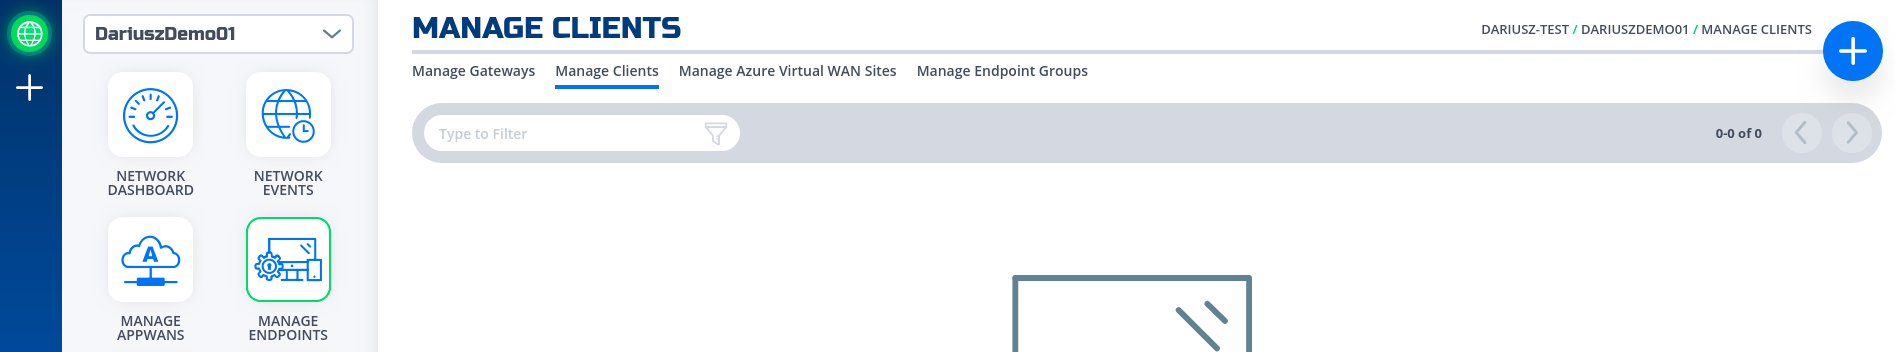 DariuszDemo01
NETWORK
DASHBOARD
NETWORK
EVENTS
A
MANAGE
APPWANS
MANAGE
ENDPOINTS
MANAGE CLIENTS
DARIUSZ-TEST / DARIUSZDEMO01 / MANAGE CLIENTS
Manage Gateways Manage Clients Manage Azure Virtual WAN Sites Manage Endpoint Groups
Type to Filter
0-0 of 0